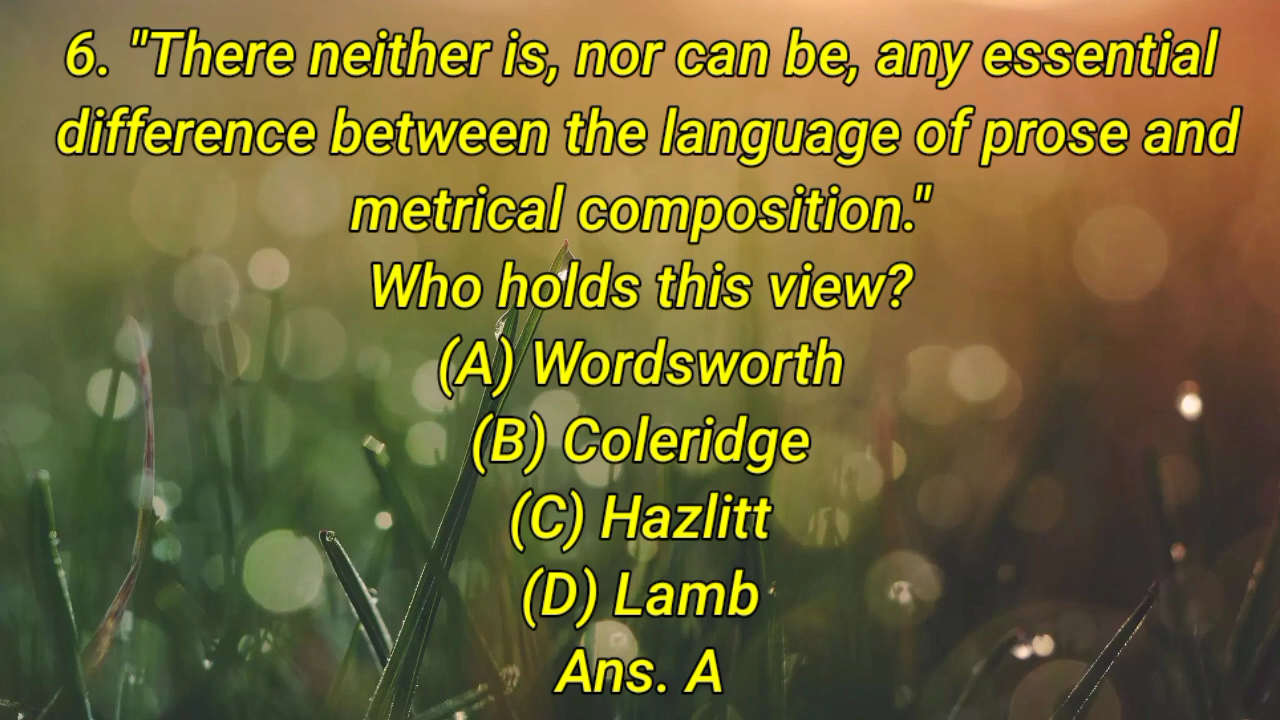 6. "There neither is, nor can be, any essential
difference between the language of prose and
metrical composition."
Who holds this view?
(A) Wordsworth
(B) Coleridge
(C) Hazlitt
(D) Lamb
Ans. A